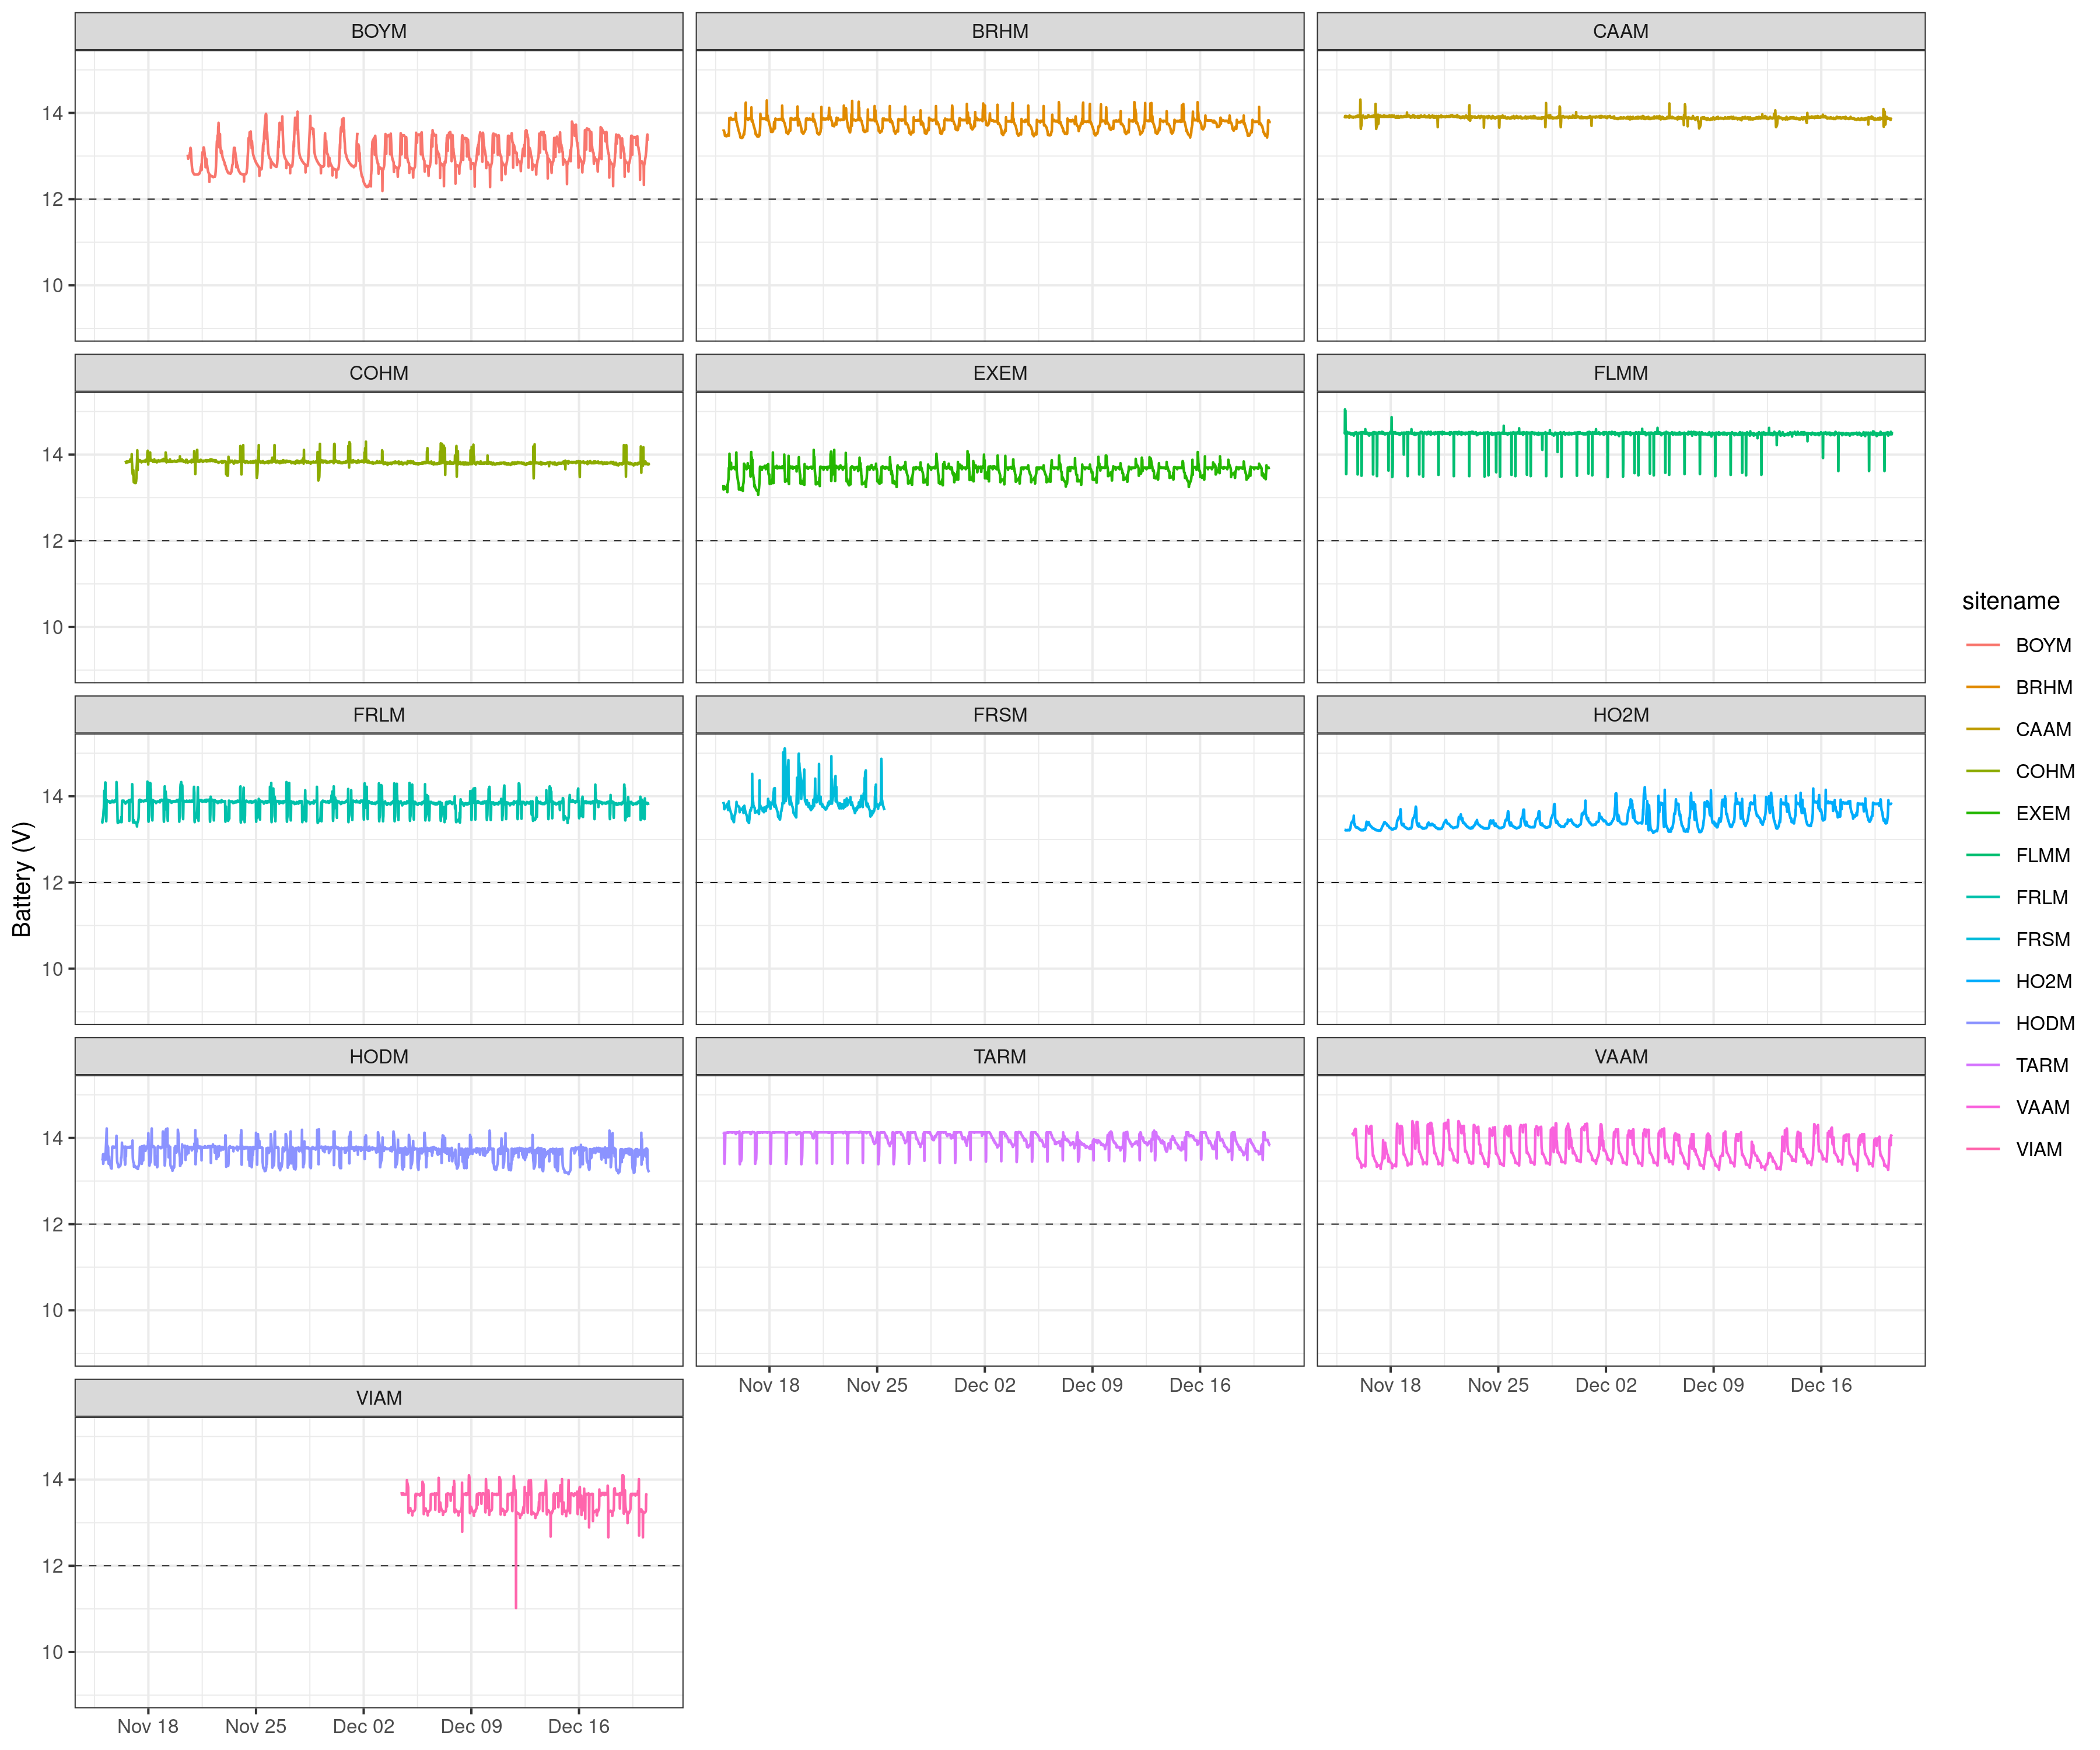 BOYM BRHM CAAM
14
12
10
COHM EXEM FLMM
14
12
10
FRLM FRSM HO2M
14
12
10
HODM TARM VAAM
14
12
10
Nov 18 Nov 25 Dec 02 Dec 09 Dec 16 Nov 18 Nov 25 Dec 02 Dec 09 Dec 16
VIAM
14
12
10
Nov 18 Nov 25 Dec 02 Dec 09 Dec 16
Battery (V)
sitename
BOYM
BRHM
CAAM
COHM
EXEM
FLMM
FRLM
FRSM
HO2M
HODM
TARM
VAAM
VIAM